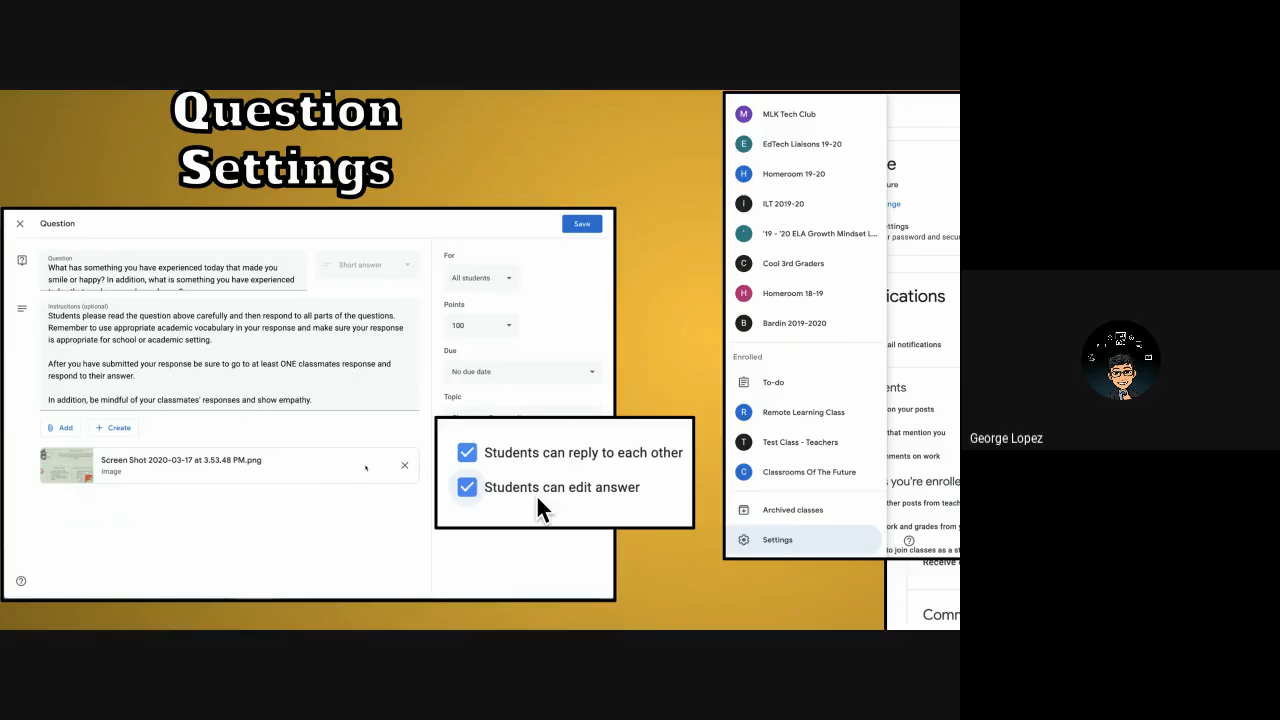 Question
Settings
Question
Save
Question
What has something you have experienced today that made you
smile or happy? In addition, what is something you have experienced
Short answer
Instructions (optional)
Students please read the question above carefully and then respond to all parts of the questions.
Remember to use appropriate academic vocabulary in your response and make sure your response
is appropriate for school or academic setting.
After you have submitted your response be sure to go to at least ONE classmates response and
respond to their answer.
In addition, be mindful of your classmates' responses and show empathy.
Add
Create
Screen Shot 2020-03-17 at 3.53.48 PM.png
Image
For
All students
Points
100
Due
No due date
Topic
Students can reply to each other
Students can edit answer
M MLK Tech Club
E EdTech Liaisons 19-20
H Homeroom 19-20
I ILT 2019-20
'19 - '20 ELA Growth Mindset L...
C Cool 3rd Graders
H Homeroom 18-19
B Bardin 2019-2020
Enrolled
To-do
R Remote Learning Class
T Test Class - Teachers
C Classrooms Of The Future
Archived classes
Settings
e
ure
nge
ettings
r password and secu
ications
ail notifications
ents
on your posts
that mention you
ments on work
s you're enrolle
ther posts from teach
ork and grades from y
to join classes as a st
Receive
Comm
George Lopez